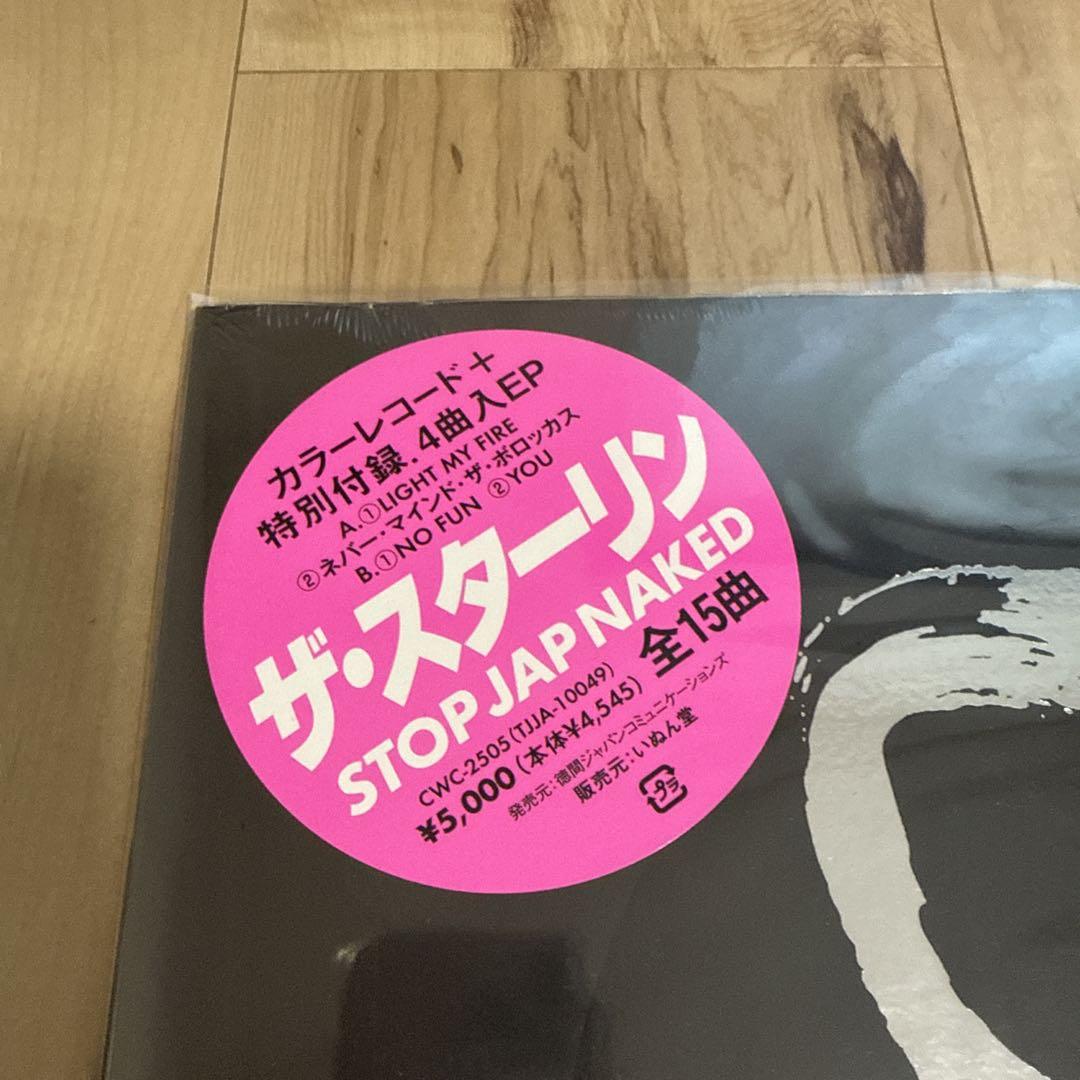 カラーレコード+
特別付録.4曲入EP
A.①LIGHT MY FIRE
②ネバー・マインド・ザ・ボロッカス
B.①NO FUN ②YOU
ザ・スターリン
STOP JAP NAKED
全15曲
CWC-2505(TJJA-10049)
¥5,000(本体¥4,545)
発売元:徳間ジャパンコミュニケーションズ
販売元:いぬん堂
プラ